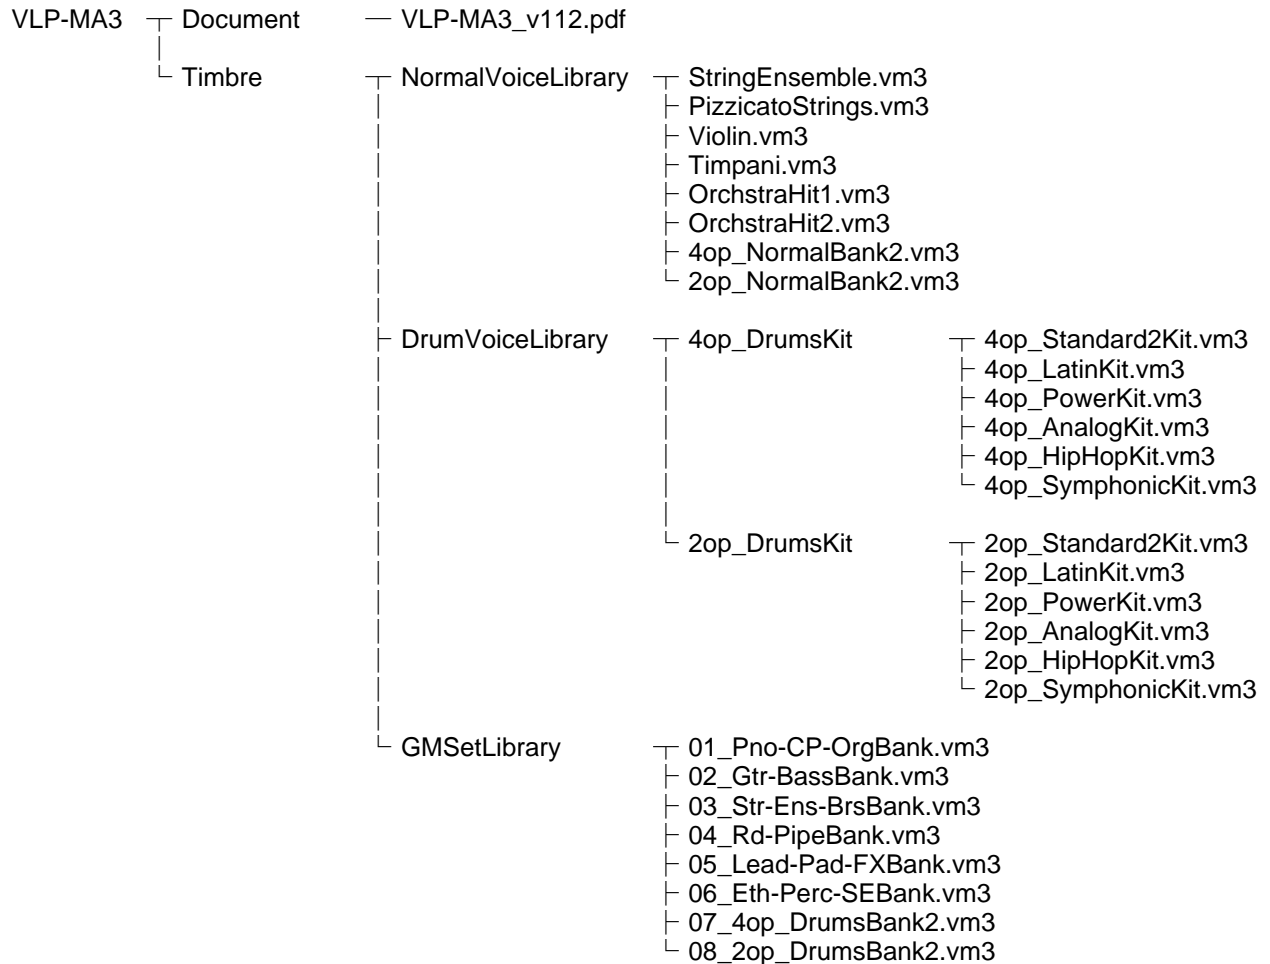 VLP-MA3 Document VLP-MA3_v112.pdf
Timbre NormalVoiceLibrary StringEnsemble.vm3
PizzicatoStrings.vm3
Violin.vm3
Timpani.vm3
OrchstraHit1.vm3
OrchstraHit2.vm3
4op_NormalBank2.vm3
2op_NormalBank2.vm3
DrumVoiceLibrary 4op_DrumsKit 4op_Standard2Kit.vm3
4op_LatinKit.vm3
4op_PowerKit.vm3
4op_AnalogKit.vm3
4op_HipHopKit.vm3
4op_SymphonicKit.vm3
2op_DrumsKit 2op_Standard2Kit.vm3
2op_LatinKit.vm3
2op_PowerKit.vm3
2op_AnalogKit.vm3
2op_HipHopKit.vm3
2op_SymphonicKit.vm3
GMSetLibrary 01_Pno-CP-OrgBank.vm3
02_Gtr-BassBank.vm3
03_Str-Ens-BrsBank.vm3
04_Rd-PipeBank.vm3
05_Lead-Pad-FXBank.vm3
06_Eth-Perc-SEBank.vm3
07_4op_DrumsBank2.vm3
08_2op_DrumsBank2.vm3